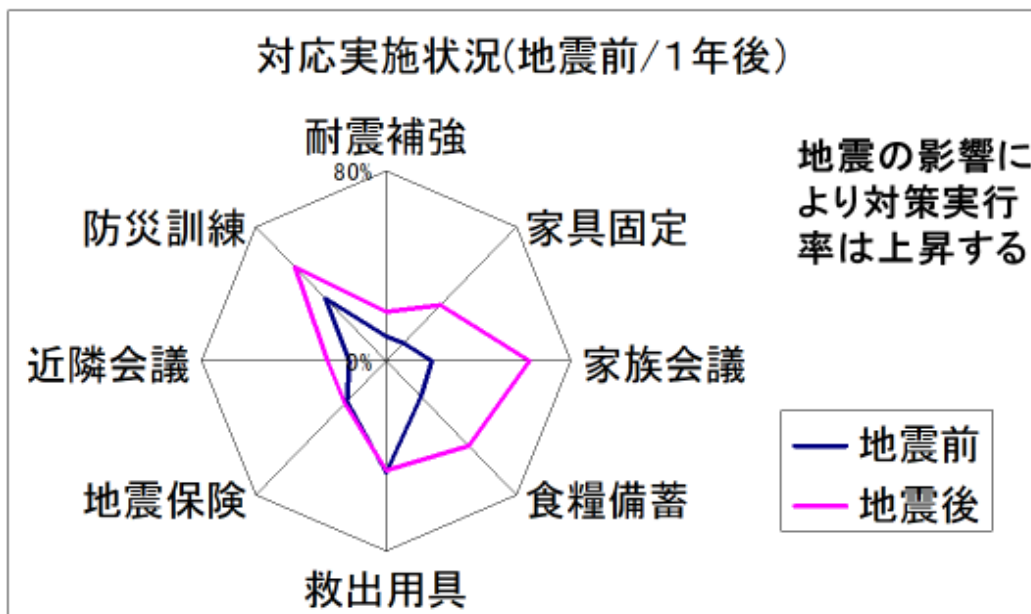 対応実施状況(地震前/１年後)
耐震補強
80%
防災訓練
家具固定
地震の影響に
より対策実行
率は上昇する
近隣会議
0%
家族会議
地震前
地震後
地震保険
食糧備蓄
救出用具